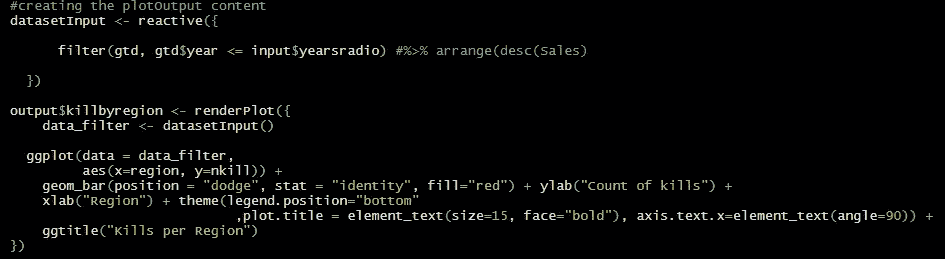 #creating the plotOutput content
datasetInput <- reactive({
filter(gtd, gtd$year <= input$yearsradio) #%>% arrange(desc(Sales)
})
output$killbyregion <- renderPlot({
data_filter <- datasetInput()
ggplot(data = data_filter,
aes(x=region, y=nkill)) +
geom_bar(position = "dodge", stat = "identity", fill="red") + ylab("Count of kills") +
xlab("Region") + theme(legend.position="bottom"
,plot.title = element_text(size=15, face="bold"), axis.text.x=element_text(angle=90)) +
ggtitle("Kills per Region")
})